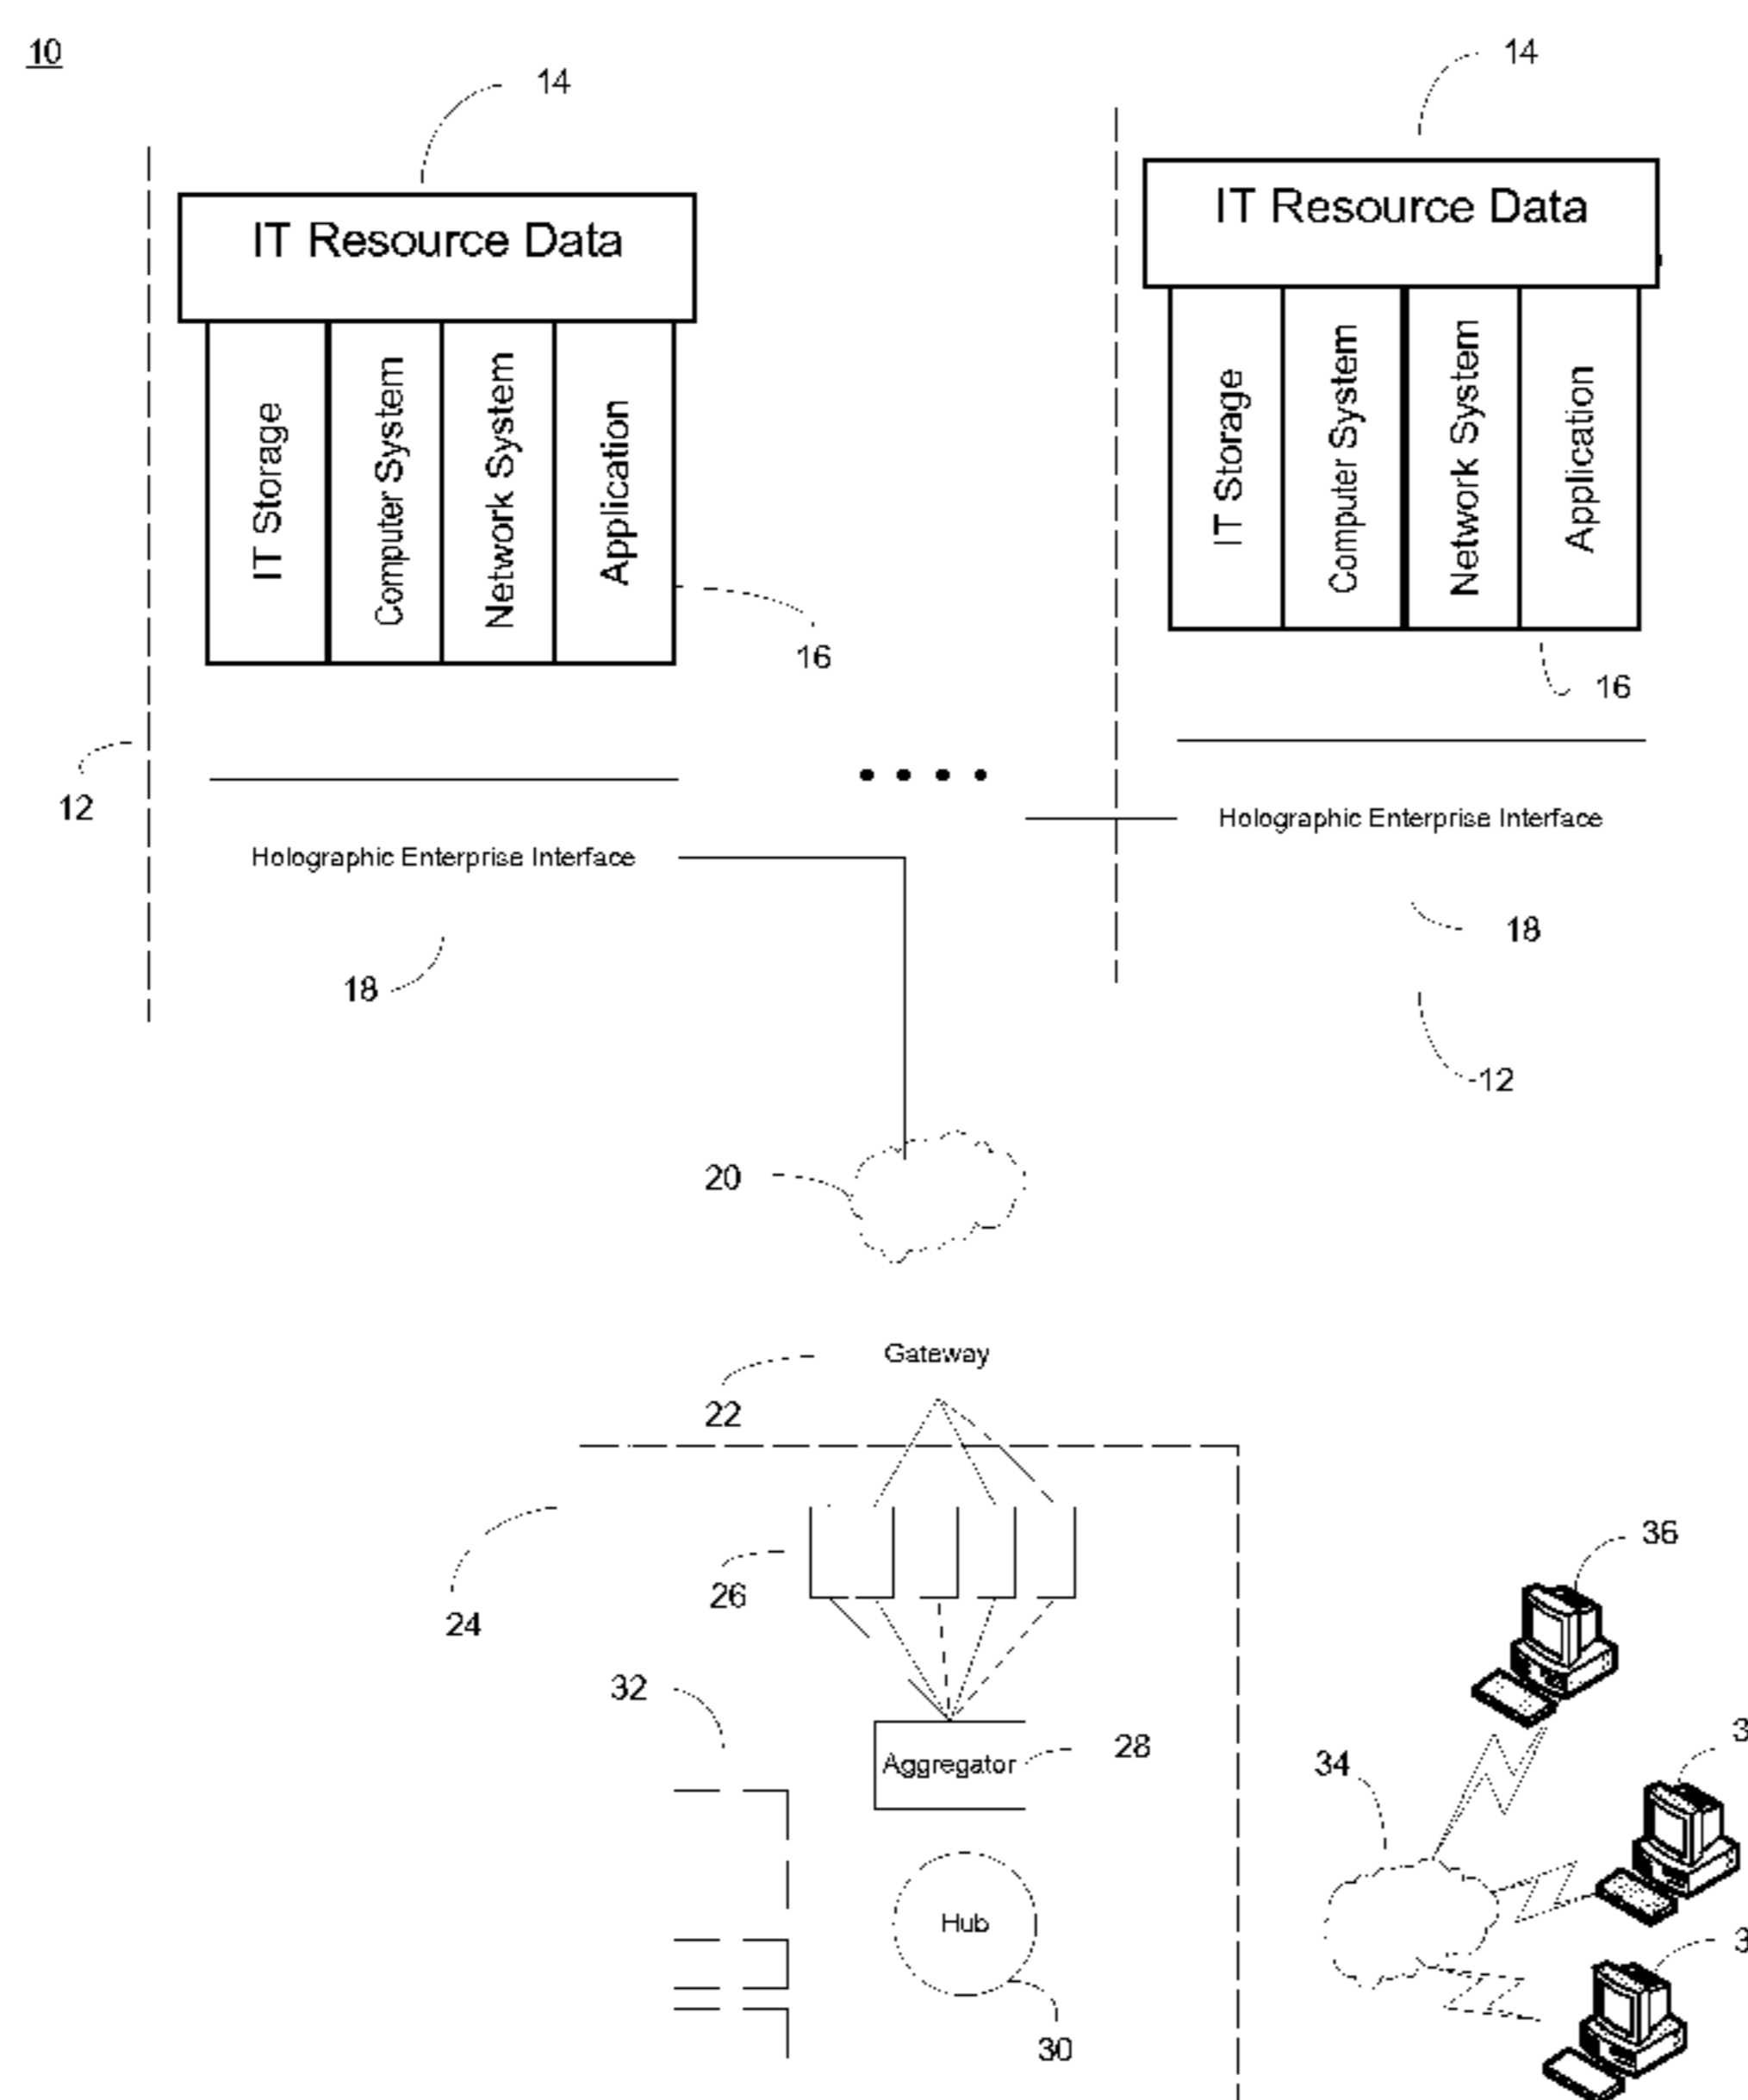 10
14
14
IT Resource Data
IT Resource Data
IT Storage
Computer System
Network System
Application
IT Storage
Computer System
Network System
Application
16
16
12
Holographic Enterprise Interface
Holographic Enterprise Interface
18
18
12
20
Gateway
22
26
24
36
32
Aggregator
28
34
3
Hub
3
30